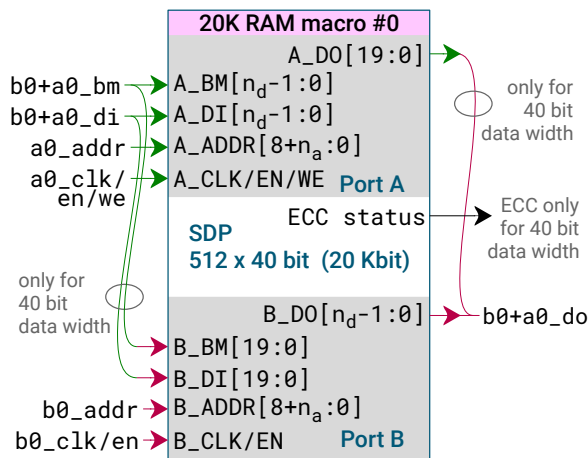 20K RAM macro #0
A_DO[19:0]
b0+a0_bm
A_BM[nd-1:0]
b0+a0_di
A_DI[nd-1:0]
a0_addr
A_ADDR[8+na:0]
a0_clk/
en/we
A_CLK/EN/WE
Port A
only for
40 bit
data width
ECC status
ECC only
for 40 bit
data width
SDP
512 x 40 bit (20 Kbit)
only for
40 bit
data width
B_DO[nd-1:0]
b0+a0_do
B_BM[19:0]
B_DI[19:0]
b0_addr
B_ADDR[8+na:0]
b0_clk/en
B_CLK/EN
Port B